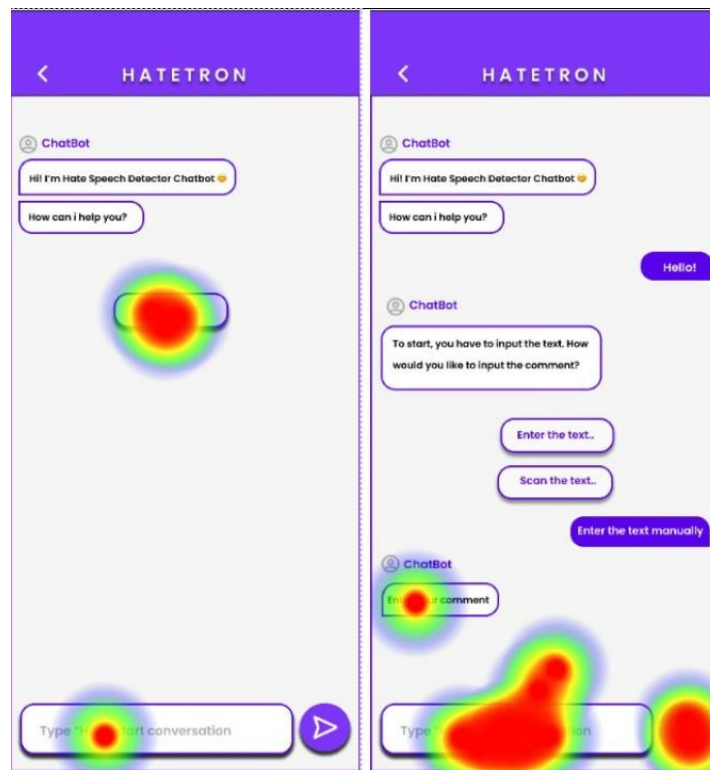 HATETRON
ChatBot
Hi! I'm Hate Speech Detector Chatbot 😊
How can i help you?
Type "H start conversation
HATETRON
ChatBot
Hi! I'm Hate Speech Detector Chatbot 😊
How can i help you?
Hello!
ChatBot
To start, you have to input the text. How
would you like to input the comment?
Enter the text..
Scan the text..
Enter the text manually
ChatBot
comment
Type